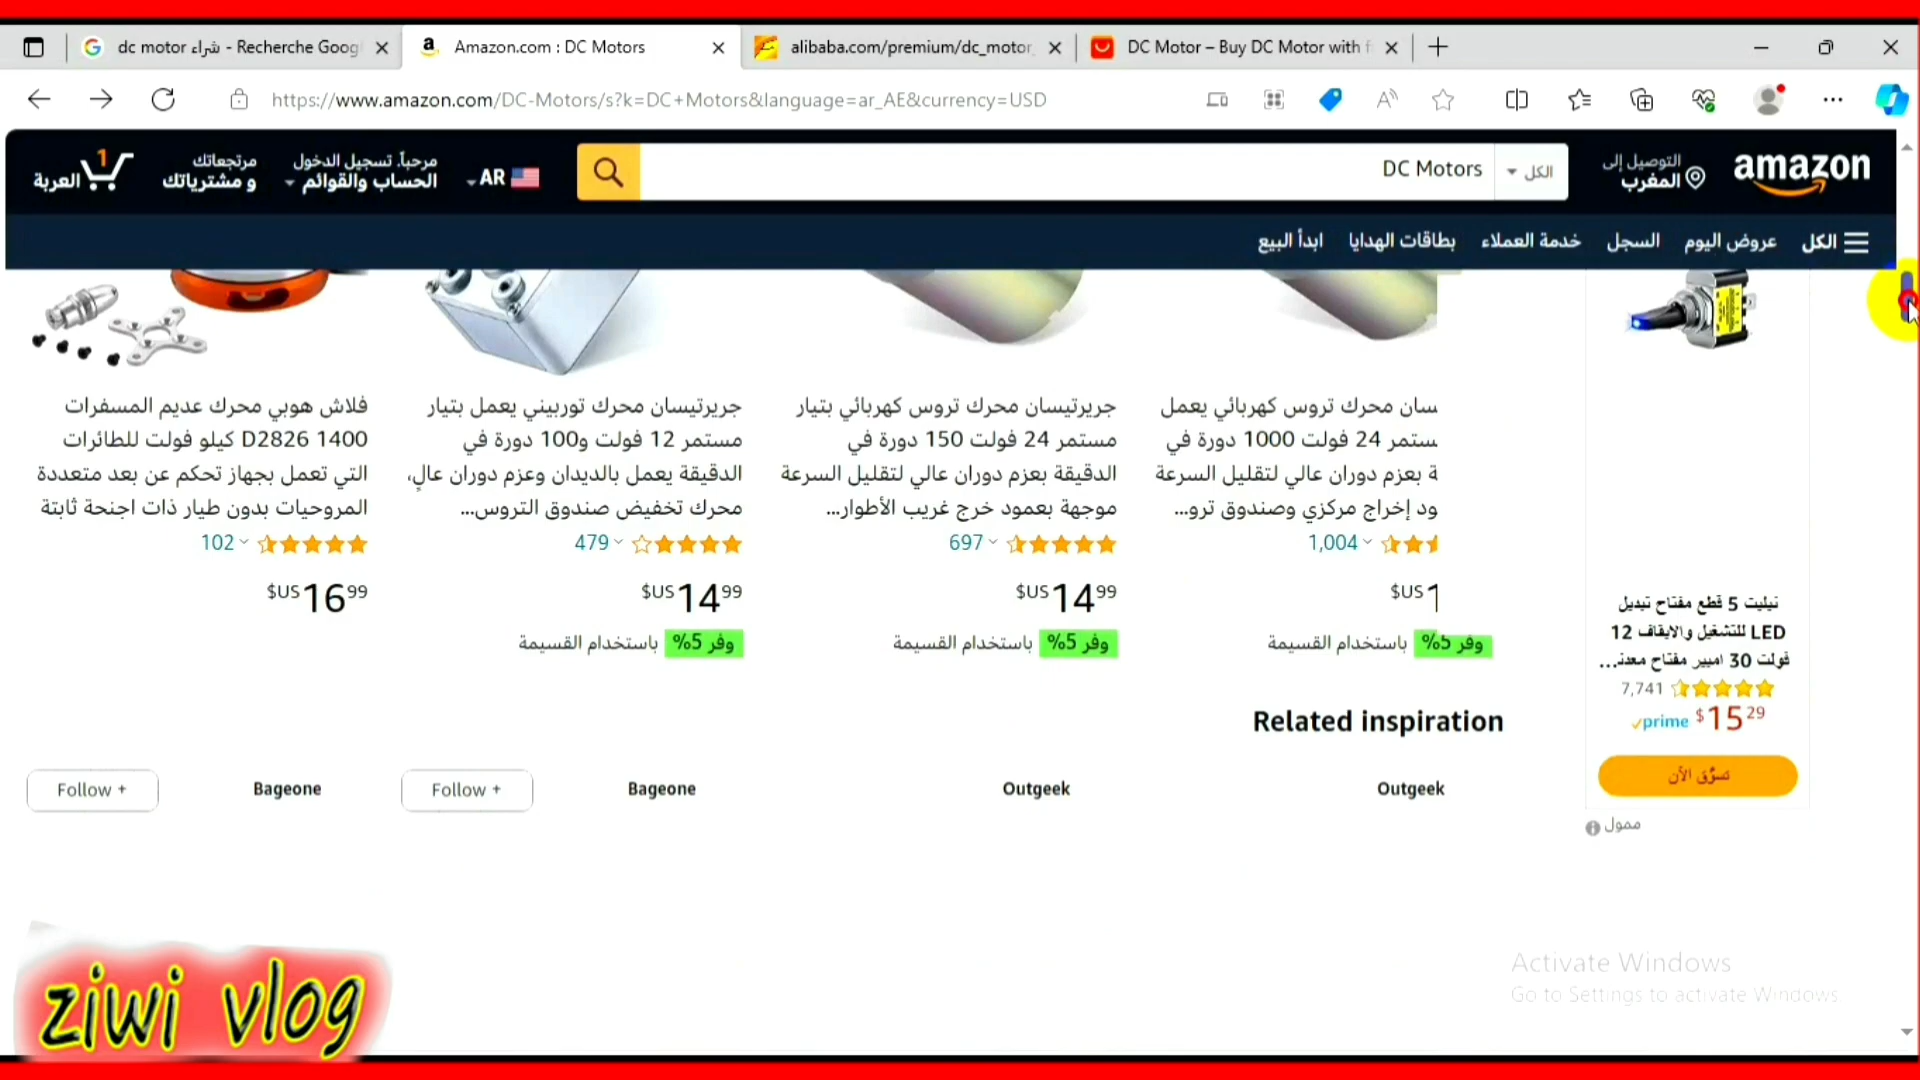 dc motor شراء - Recherche Goog
Amazon.com : DC Motors
alibaba.com/premium/dc_motor
DC Motor – Buy DC Motor with f
https://www.amazon.com/DC-Motors/s?k=DC+Motors&language=ar_AE&currency=USD
amazon
التوصيل إلى
المغرب
الكل
DC Motors
AR
مرحباً. تسجيل الدخول
الحساب والقوائم
مرتجعاتك
و مشترياتك
1
العربة
الكل
عروض اليوم
السجل
خدمة العملاء
بطاقات الهدايا
ابدأ البيع
سان محرك تروس كهربائي يعمل
ستمر 24 فولت 1000 دورة في
ة بعزم دوران عالي لتقليل السرعة
ود إخراج مركزي وصندوق ترو...
1,004
$US1
وفر 5%
باستخدام القسيمة
جريرتيسان محرك تروس كهربائي بتيار
مستمر 24 فولت 150 دورة في
الدقيقة بعزم دوران عالي لتقليل السرعة
موجهة بعمود خرج غريب الأطوار...
697
$US14 99
وفر 5%
باستخدام القسيمة
جريرتيسان محرك توربيني يعمل بتيار
مستمر 12 فولت و100 دورة في
الدقيقة يعمل بالديدان وعزم دوران عالٍ،
محرك تخفيض صندوق التروس...
479
$US14 99
وفر 5%
باستخدام القسيمة
فلاش هوبي محرك عديم المسفرات
D2826 1400 كيلو فولت للطائرات
التي تعمل بجهاز تحكم عن بعد متعددة
المروحيات بدون طيار ذات اجنحة ثابتة
102
$US16 99
نيليت 5 قطع مفتاح تبديل
LED للتشغيل والايقاف 12
فولت 30 امبير مفتاح معدن...
7,741
prime $15 29
تسوَّق الآن
ممول
Related inspiration
Outgeek
Outgeek
Bageone
Follow +
Bageone
Follow +
ziwi vlog
Activate Windows
Go to Settings to activate Windows.